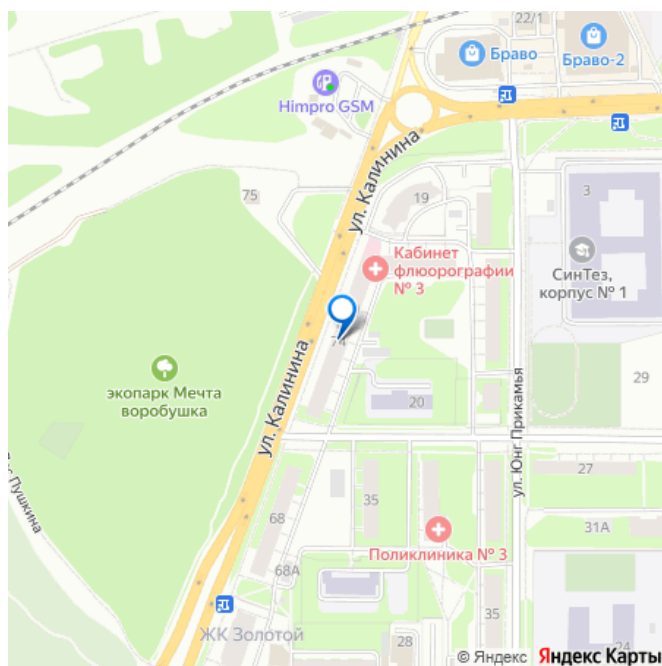 22/1
Браво
Браво-2
Himpro GSM
ул. Калинина
75
19
3
Кабинет
флюорографии
№ 3
СинТез,
корпус № 1
74
экопарк Мечта
воробушка
ул. Калинина
20
29
ул. Юнг Прикамья
Пушкина
27
68
35
31А
Поликлиника № 3
68А
ЖК Золотой
28
35
24
© Яндекс Яндекс Карты